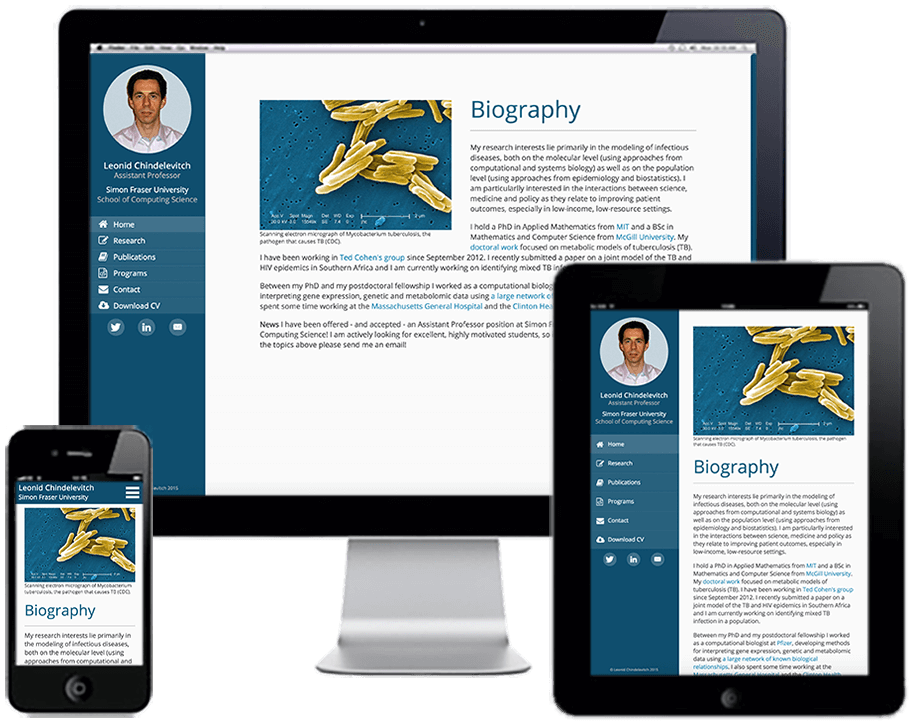 Finder File Edit View Go Window Help
Leonid Chindelevitch
Assistant Professor
Simon Fraser University
School of Computing Science
Home
Research
Publications
Programs
Contact
Download CV
Scanning electron micrograph of Mycobacterium tuberculosis, the
pathogen that causes TB (CDC).
Biography
My research interests lie primarily in the modeling of infectious
diseases, both on the molecular level (using approaches from
computational and systems biology) as well as on the population
level (using approaches from epidemiology and biostatistics). I
am particularly interested in the interactions between science,
medicine and policy as they relate to improving patient
outcomes, especially in low-income, low-resource settings.
I hold a PhD in Applied Mathematics from MIT and a BSc in
Mathematics and Computer Science from McGill University. My
doctoral work focused on metabolic models of tuberculosis (TB).
I have been working in Ted Cohen's group since September 2012. I recently submitted a paper on a joint model of the TB and
HIV epidemics in Southern Africa and I am currently working on identifying mixed TB
Between my PhD and my postdoctoral fellowship I worked as a computational
interpreting gene expression, genetic and metabolomic data using a large network of
spent some time working at the Massachusetts General Hospital and the Clinton
News I have been offered - and accepted - an Assistant Professor position at Simon
Computing Science! I am actively looking for excellent, highly motivated students, so
the topics above please send me an email!
2015
Leonid Chindelevitch
Simon Fraser University
Scanning electron micrograph of Mycobacterium
tuberculosis, the pathogen that causes TB (CDC).
Biography
My research interests lie primarily in
the modeling of infectious diseases,
both on the molecular level (using
approaches from computational and
Leonid Chindelevitch
Assistant Professor
Simon Fraser University
School of Computing Science
Home
Research
Publications
Programs
Contact
Download CV
© Leonid Chindelevitch 2015
Scanning electron micrograph of Mycobacterium tuberculosis, the pathogen
that causes TB (CDC).
Biography
My research interests lie primarily in the modeling of
infectious diseases, both on the molecular level (using
approaches from computational and systems biology) as
well as on the population level (using approaches from
epidemiology and biostatistics). I am particularly interested
in the interactions between science, medicine and policy as
they relate to improving patient outcomes, especially in
low-income, low-resource settings.
I hold a PhD in Applied Mathematics from MIT and a BSc in
Mathematics and Computer Science from McGill University.
My doctoral work focused on metabolic models of
tuberculosis (TB). I have been working in Ted Cohen's group
since September 2012. I recently submitted a paper on a
joint model of the TB and HIV epidemics in Southern Africa
and I am currently working on identifying mixed TB
infection in a population.
Between my PhD and my postdoctoral fellowship I worked
as a computational biologist at Pfizer, developing methods
for interpreting gene expression, genetic and metabolomic
data using a large network of known biological
relationships. I also spent some time working at the
Massachusetts General Hospital and the Clinton Health